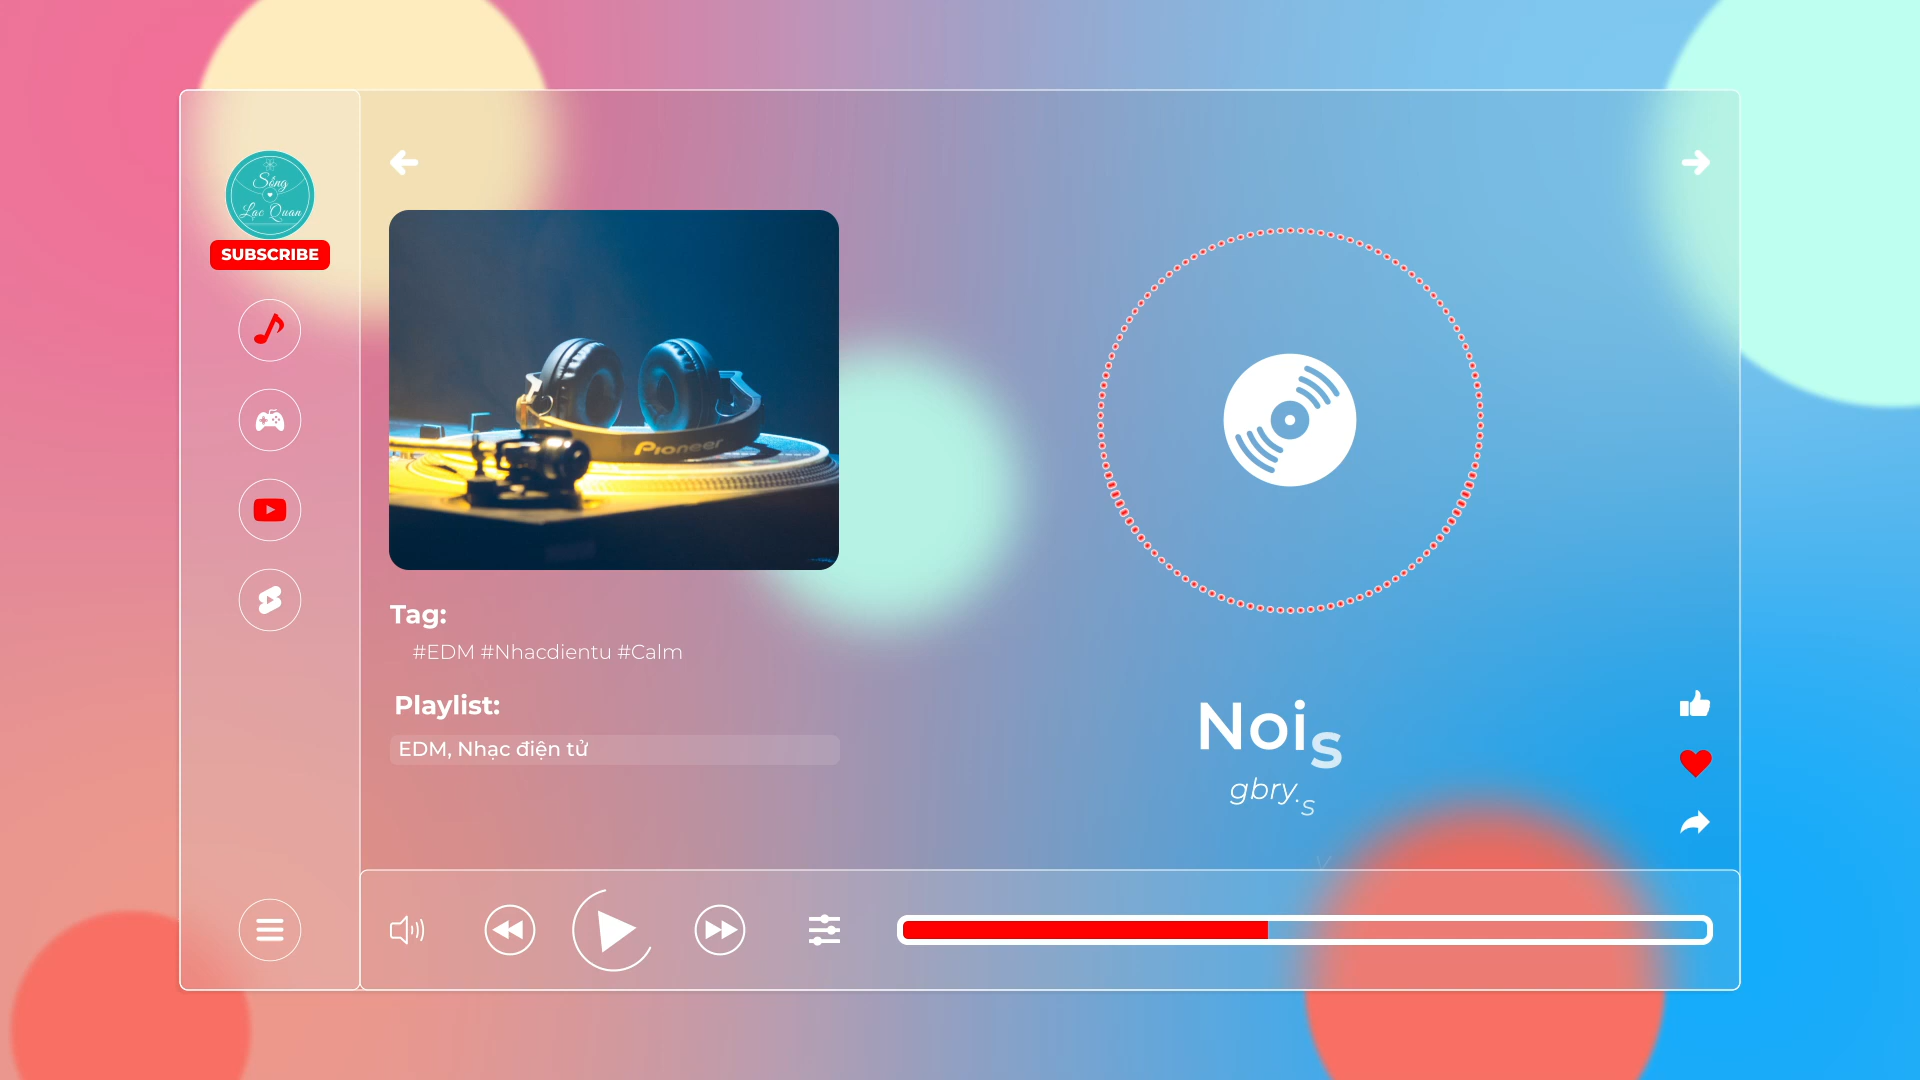 Sống
Lạc Quan
SUBSCRIBE
Pioneer
Tag:
#EDM #Nhacdientu #Calm
Playlist:
EDM, Nhạc điện tử
Nois
gbry.s
v